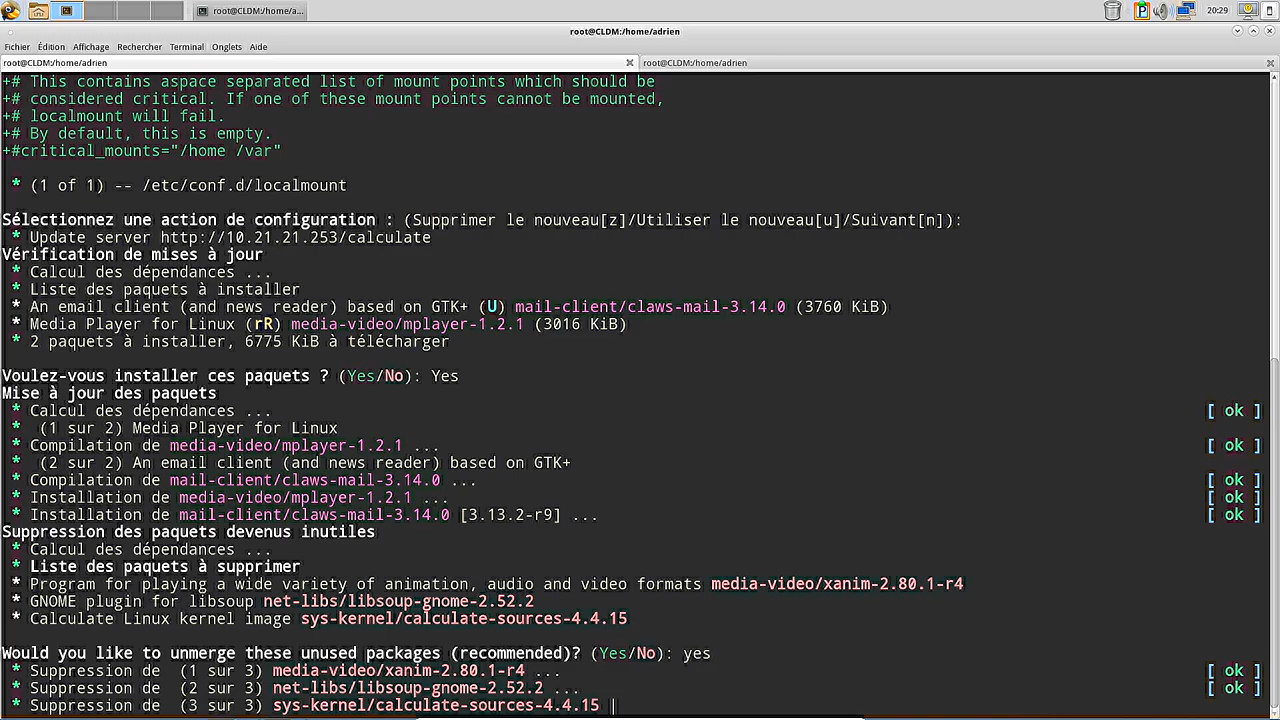 root@CLDM:/home/a...
20:29
root@CLDM:/home/adrien
Fichier Édition Affichage Rechercher Terminal Onglets Aide
root@CLDM:/home/adrien root@CLDM:/home/adrien
+# This contains aspace separated list of mount points which should be
+# considered critical. If one of these mount points cannot be mounted,
+# localmount will fail.
+# By default, this is empty.
+#critical_mounts="/home /var"
* (1 of 1) -- /etc/conf.d/localmount
Sélectionnez une action de configuration : (Supprimer le nouveau[z]/Utiliser le nouveau[u]/Suivant[n]):
* Update server http://10.21.21.253/calculate
Vérification de mises à jour
* Calcul des dépendances ...
* Liste des paquets à installer
* An email client (and news reader) based on GTK+ (U) mail-client/claws-mail-3.14.0 (3760 KiB)
* Media Player for Linux (rR) media-video/mplayer-1.2.1 (3016 KiB)
* 2 paquets à installer, 6775 KiB à télécharger
Voulez-vous installer ces paquets ? (Yes/No): Yes
Mise à jour des paquets
* Calcul des dépendances ... [ ok ]
* (1 sur 2) Media Player for Linux
* Compilation de media-video/mplayer-1.2.1 ... [ ok ]
* (2 sur 2) An email client (and news reader) based on GTK+
* Compilation de mail-client/claws-mail-3.14.0 ... [ ok ]
* Installation de media-video/mplayer-1.2.1 ... [ ok ]
* Installation de mail-client/claws-mail-3.14.0 [3.13.2-r9] ... [ ok ]
Suppression des paquets devenus inutiles
* Calcul des dépendances ...
* Liste des paquets à supprimer
* Program for playing a wide variety of animation, audio and video formats media-video/xanim-2.80.1-r4
* GNOME plugin for libsoup net-libs/libsoup-gnome-2.52.2
* Calculate Linux kernel image sys-kernel/calculate-sources-4.4.15
Would you like to unmerge these unused packages (recommended)? (Yes/No): yes
* Suppression de (1 sur 3) media-video/xanim-2.80.1-r4 ... [ ok ]
* Suppression de (2 sur 3) net-libs/libsoup-gnome-2.52.2 ... [ ok ]
* Suppression de (3 sur 3) sys-kernel/calculate-sources-4.4.15